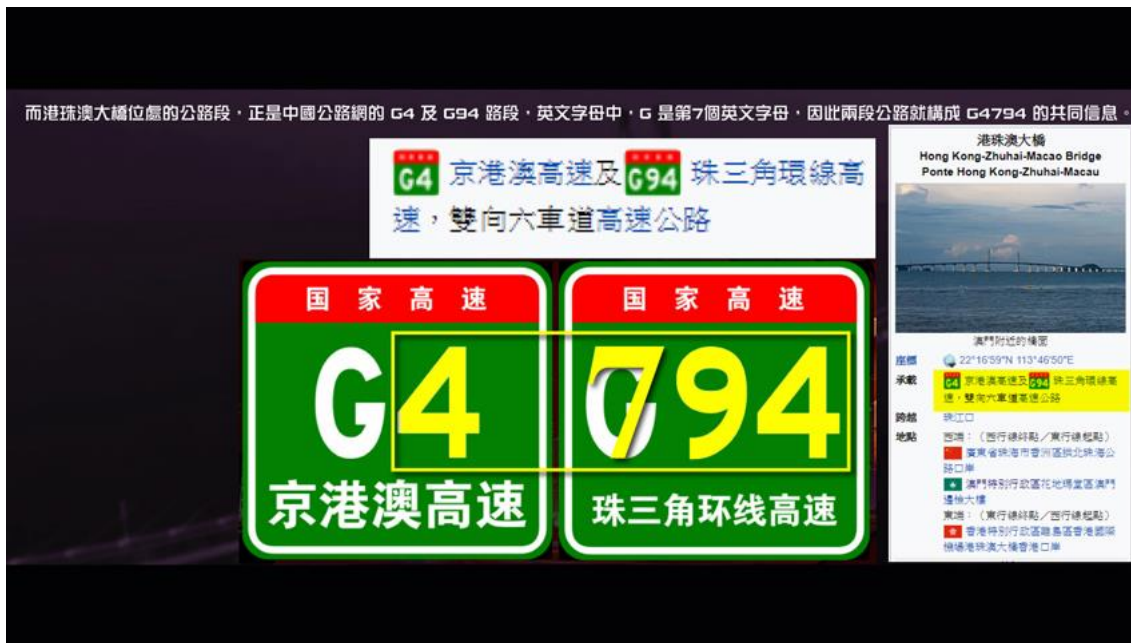 而港珠澳大橋位處的公路段，正是中國公路網的 G4 及 G94 路段，英文字母中，G 是第7個英文字母，因此兩段公路就構成 G4794 的共同信息。
G4 京港澳高速及G94 珠三角環線高
速，雙向六車道高速公路
国家高速
G4
京港澳高速
国家高速
G794
珠三角环线高速
港珠澳大橋
Hong Kong-Zhuhai-Macao Bridge
Ponte Hong Kong-Zhuhai-Macau
澳門附近的橋面
座標 22°16′59″N 113°46′50″E
承載 G4 京港澳高速及G94 珠三角環線高
速，雙向六車道高速公路
跨越 珠江口
地點 西端：（西行線終點／東行線起點）
廣東省珠海市香洲區拱北珠海公
路口岸
澳門特別行政區花地瑪堂區澳門
邊檢大樓
東端：（東行線終點／西行線起點）
香港特別行政區離島區香港國際
機場港珠澳大橋香港口岸